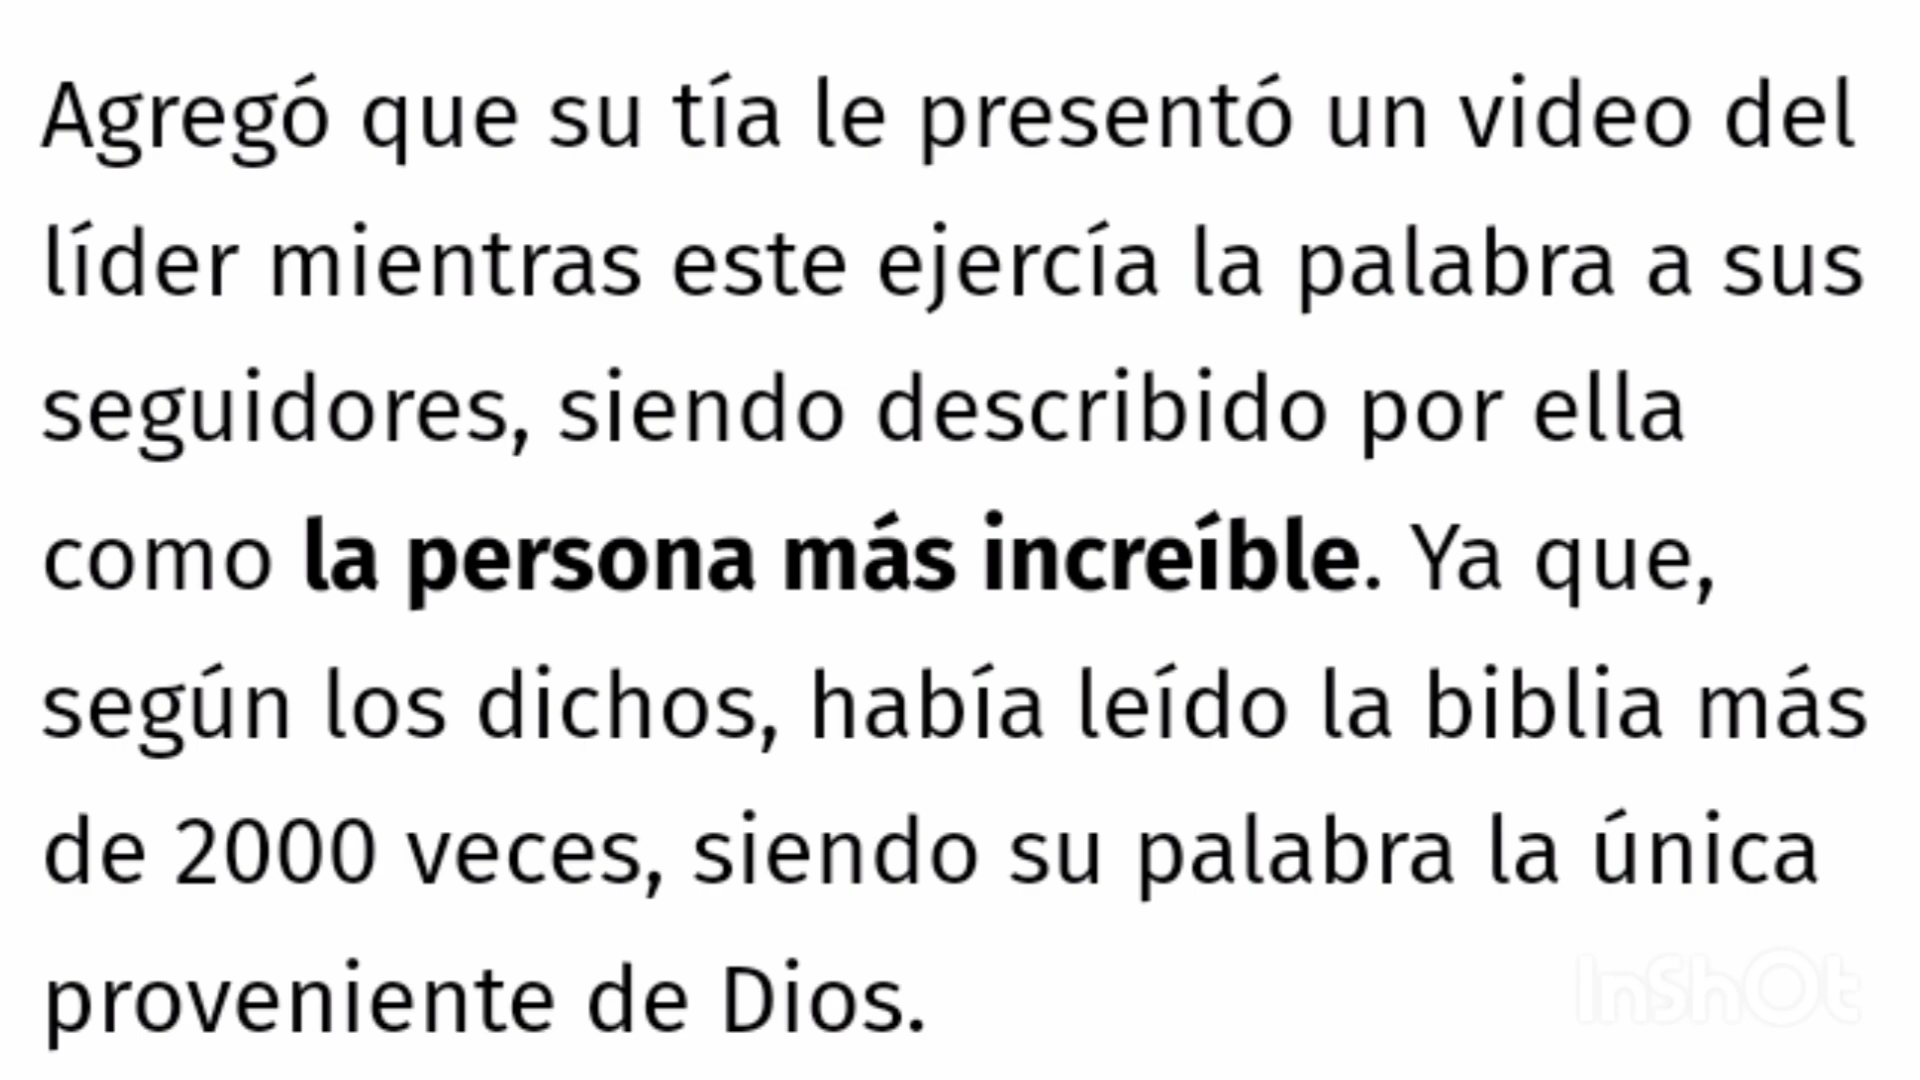 Agregó que su tía le presentó un video del
líder mientras este ejercía la palabra a sus
seguidores, siendo describido por ella
como la persona más increíble. Ya que,
según los dichos, había leído la biblia más
de 2000 veces, siendo su palabra la única
proveniente de Dios.
InShOt